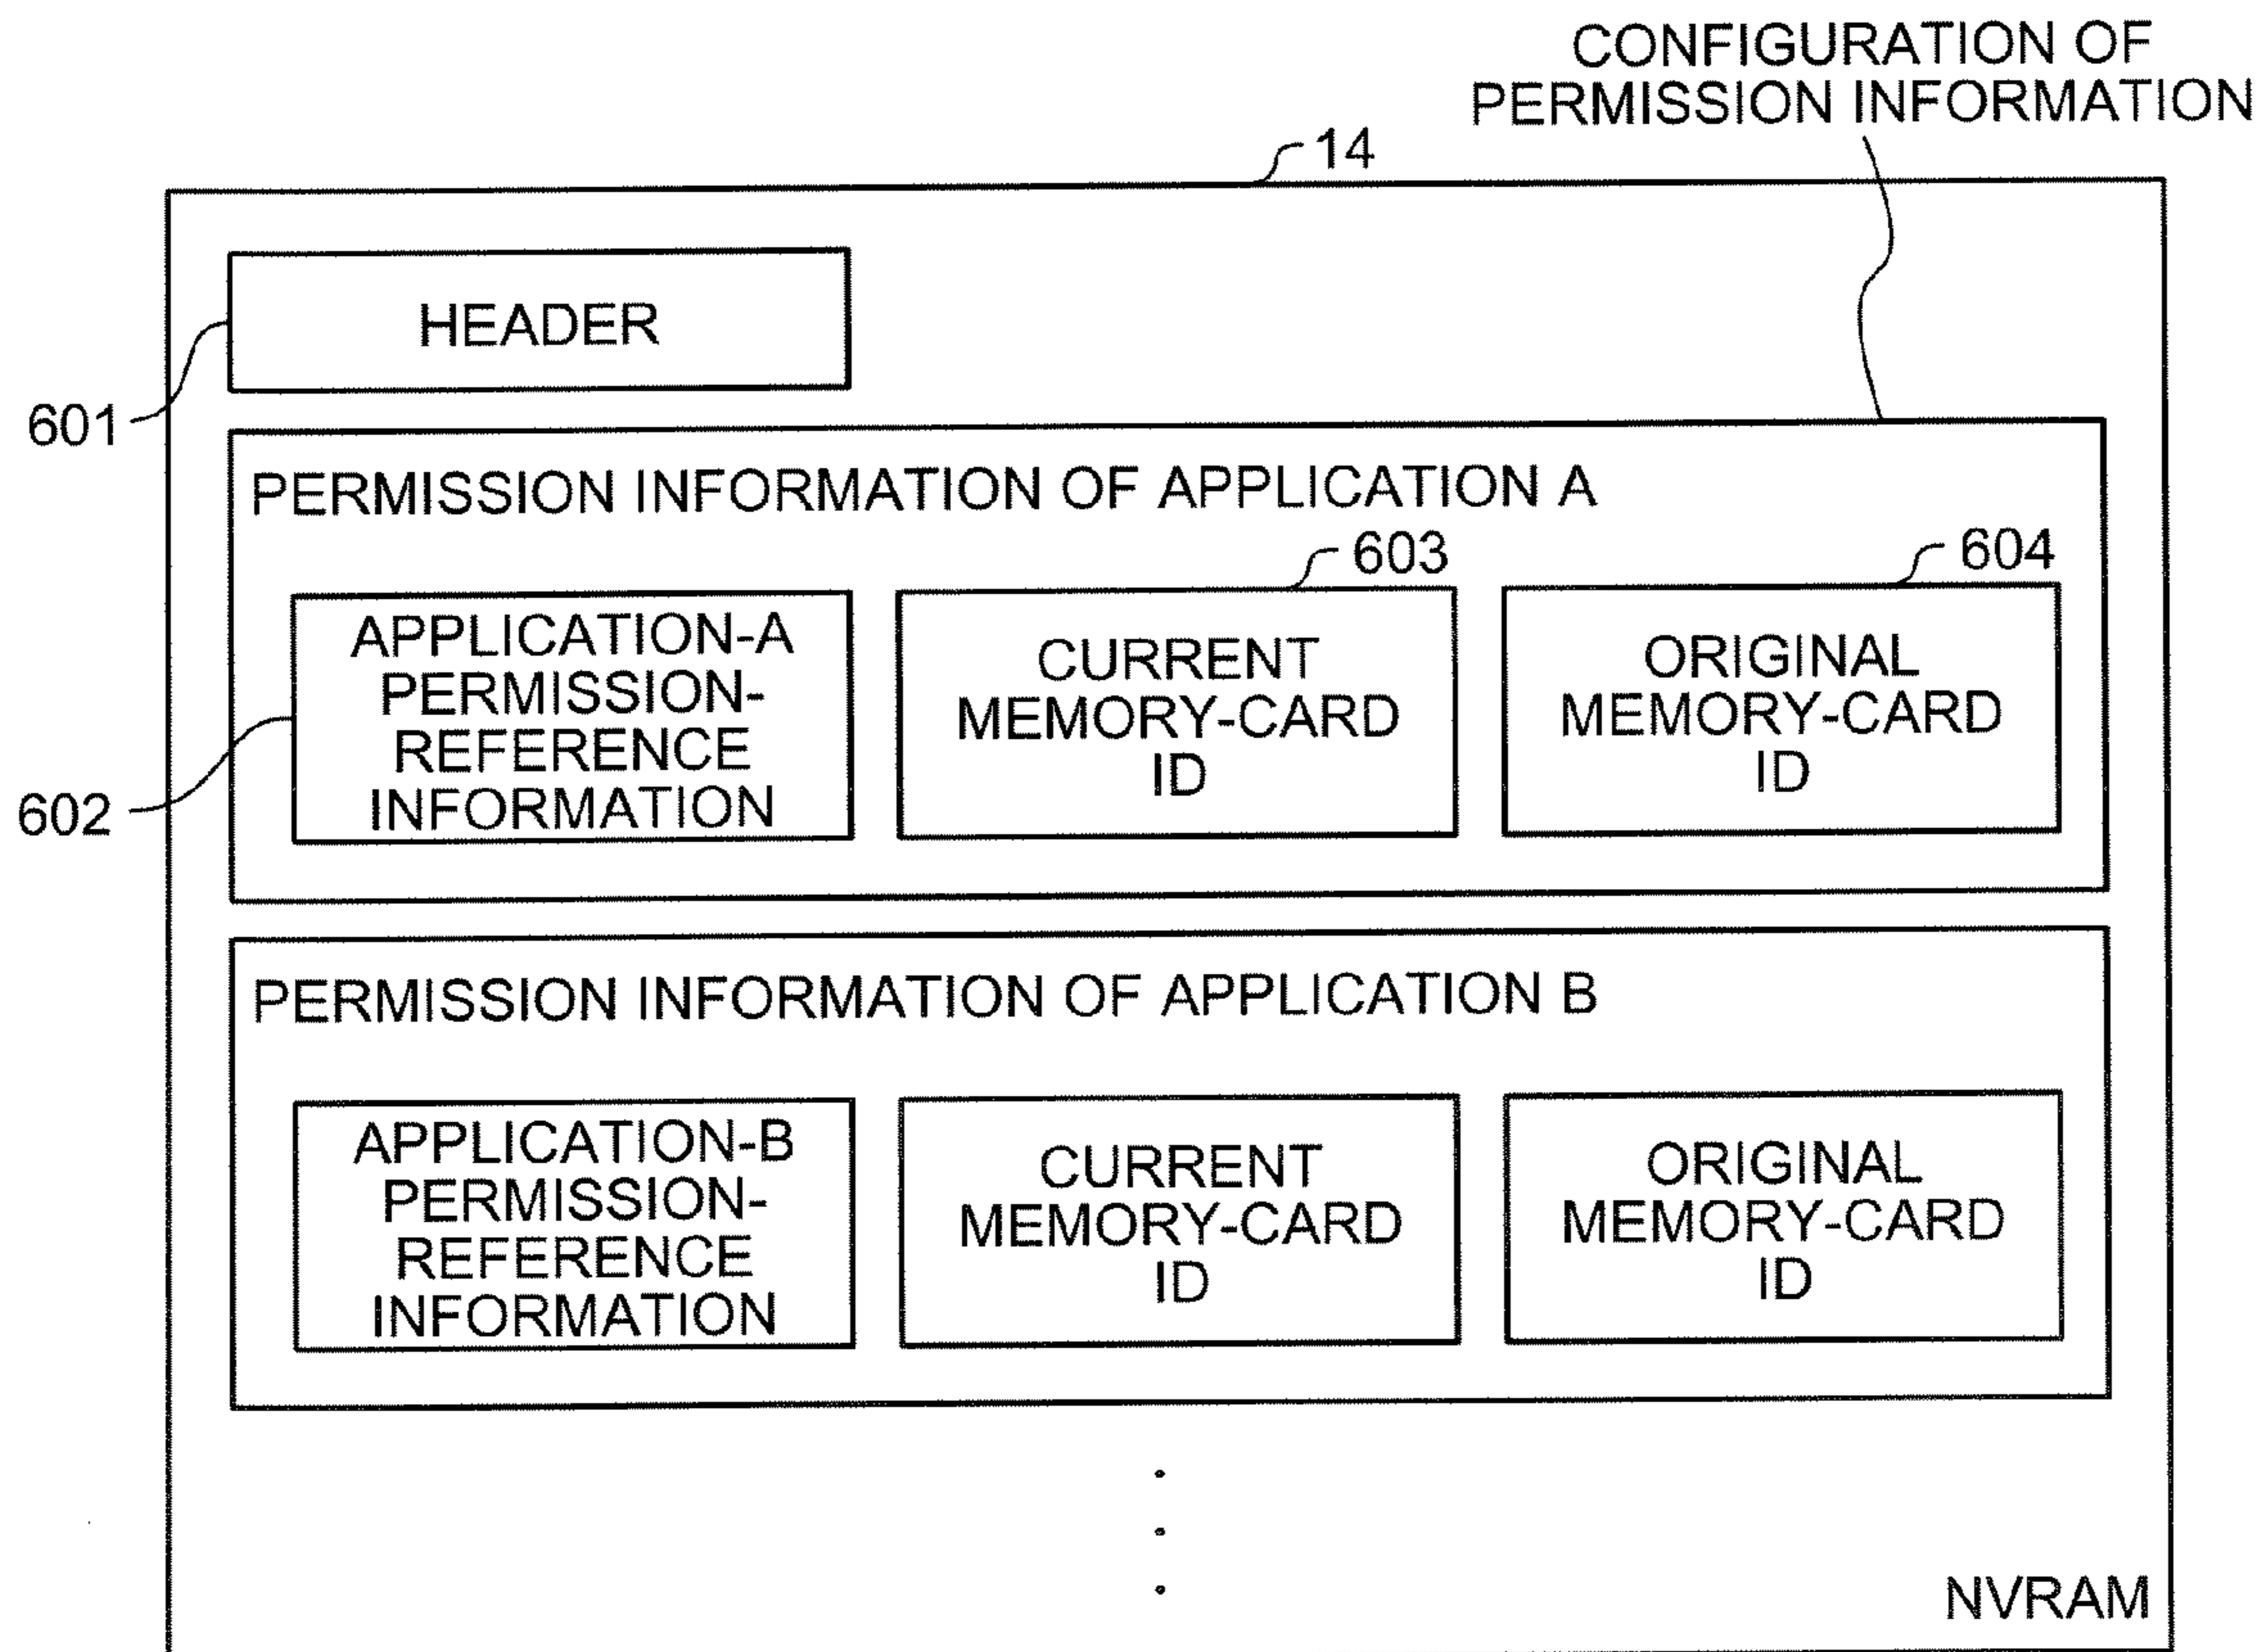 CONFIGURATION OF
PERMISSION INFORMATION
14
HEADER
601
PERMISSION INFORMATION OF APPLICATION A
603
604
APPLICATION-A
PERMISSION-
REFERENCE
INFORMATION
CURRENT
MEMORY-CARD
ID
ORIGINAL
MEMORY-CARD
ID
602
PERMISSION INFORMATION OF APPLICATION B
APPLICATION-B
PERMISSION-
REFERENCE
INFORMATION
CURRENT
MEMORY-CARD
ID
ORIGINAL
MEMORY-CARD
ID
NVRAM